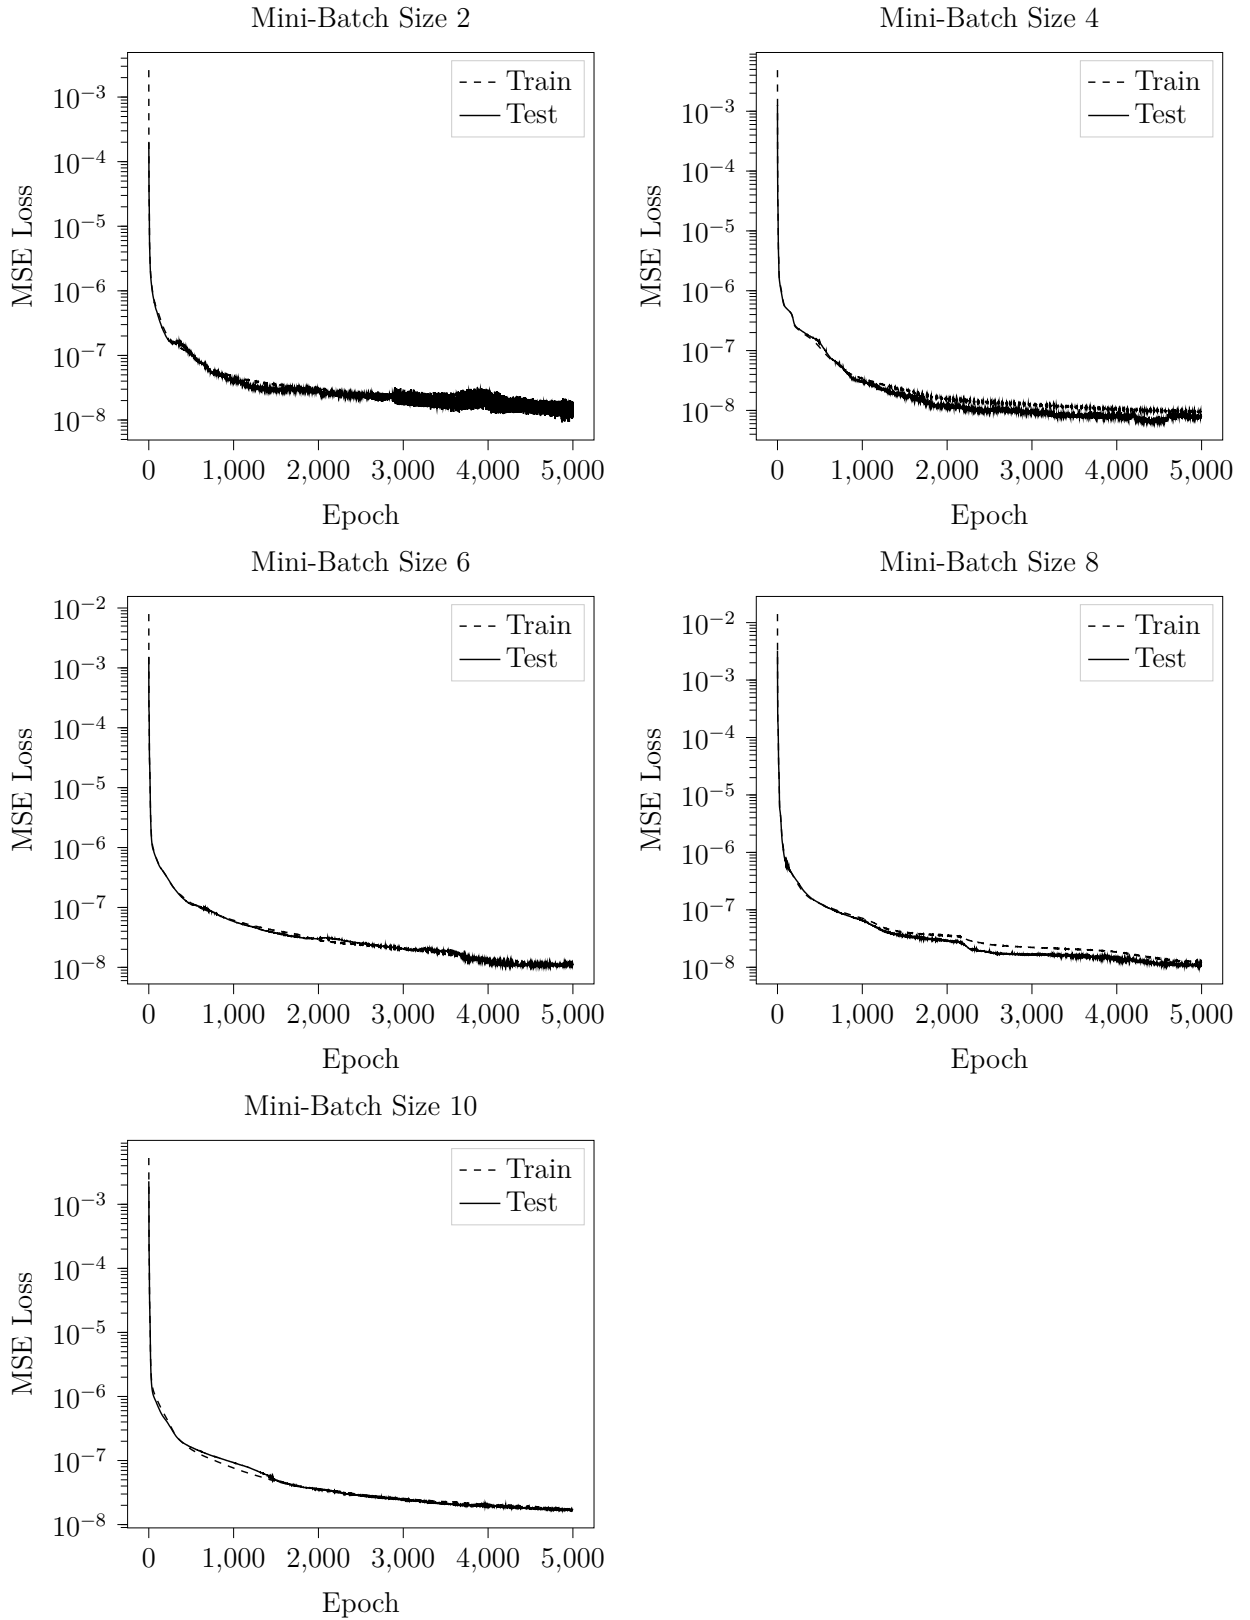 Mini-Batch Size 2
10^−3
10^−4
10^−5
10^−6
10^−7
10^−8
MSE Loss
Train
Test
0 1,000 2,000 3,000 4,000 5,000
Epoch
Mini-Batch Size 4
10^−3
10^−4
10^−5
10^−6
10^−7
10^−8
MSE Loss
Train
Test
0 1,000 2,000 3,000 4,000 5,000
Epoch
Mini-Batch Size 6
10^−2
10^−3
10^−4
10^−5
10^−6
10^−7
10^−8
MSE Loss
Train
Test
0 1,000 2,000 3,000 4,000 5,000
Epoch
Mini-Batch Size 8
10^−2
10^−3
10^−4
10^−5
10^−6
10^−7
10^−8
MSE Loss
Train
Test
0 1,000 2,000 3,000 4,000 5,000
Epoch
Mini-Batch Size 10
10^−3
10^−4
10^−5
10^−6
10^−7
10^−8
MSE Loss
Train
Test
0 1,000 2,000 3,000 4,000 5,000
Epoch